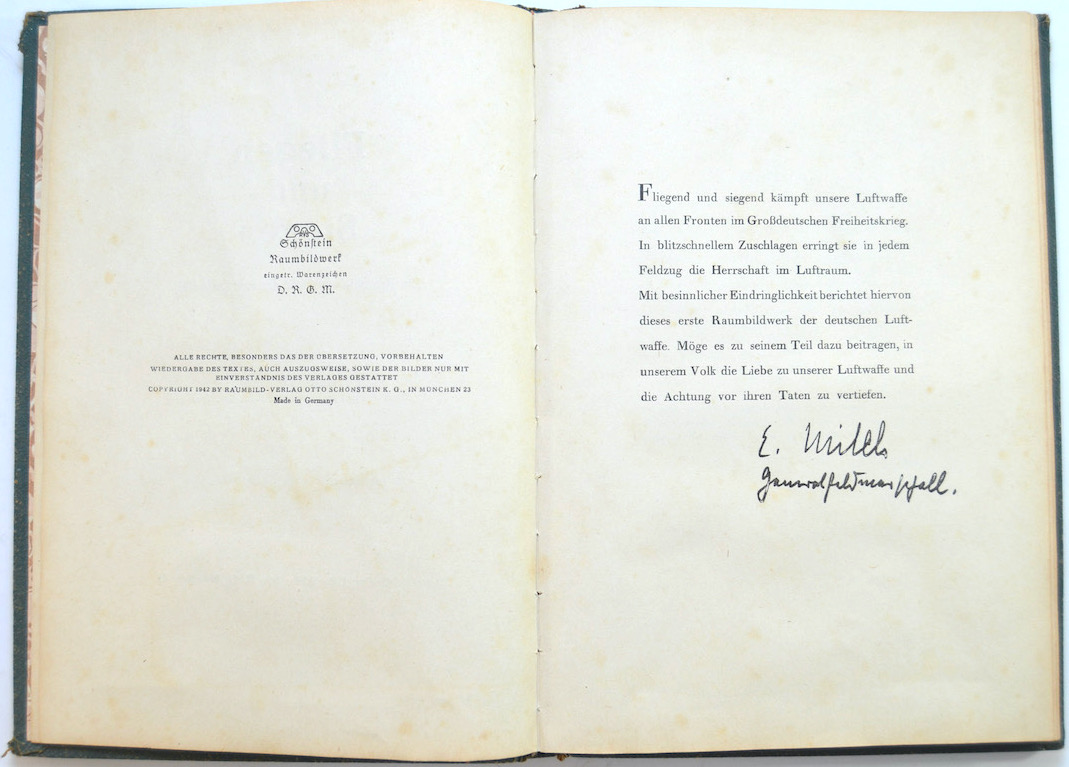 Schönstein
Raumbildwerk
eingetr. Warenzeichen
D. R. G. M.
ALLE RECHTE, BESONDERS DAS DER ÜBERSETZUNG, VORBEHALTEN
WIEDERGABE DES TEXTES, AUCH AUSZUGSWEISE, SOWIE DER BILDER NUR MIT
EINVERSTÄNDNIS DES VERLAGES GESTATTET
COPYRIGHT 1942 BY RAUMBILD-VERLAG OTTO SCHÖNSTEIN K. G., IN MÜNCHEN 23
Made in Germany
Fliegend und siegend kämpft unsere Luftwaffe
an allen Fronten im Großdeutschen Freiheitskrieg.
In blitzschnellem Zuschlagen erringt sie in jedem
Feldzug die Herrschaft im Luftraum.
Mit besinnlicher Eindringlichkeit berichtet hiervon
dieses erste Raumbildwerk der deutschen Luft-
waffe. Möge es zu seinem Teil dazu beitragen, in
unserem Volk die Liebe zu unserer Luftwaffe und
die Achtung vor ihren Taten zu vertiefen.
E. Milch
Generalfeldmarschall.